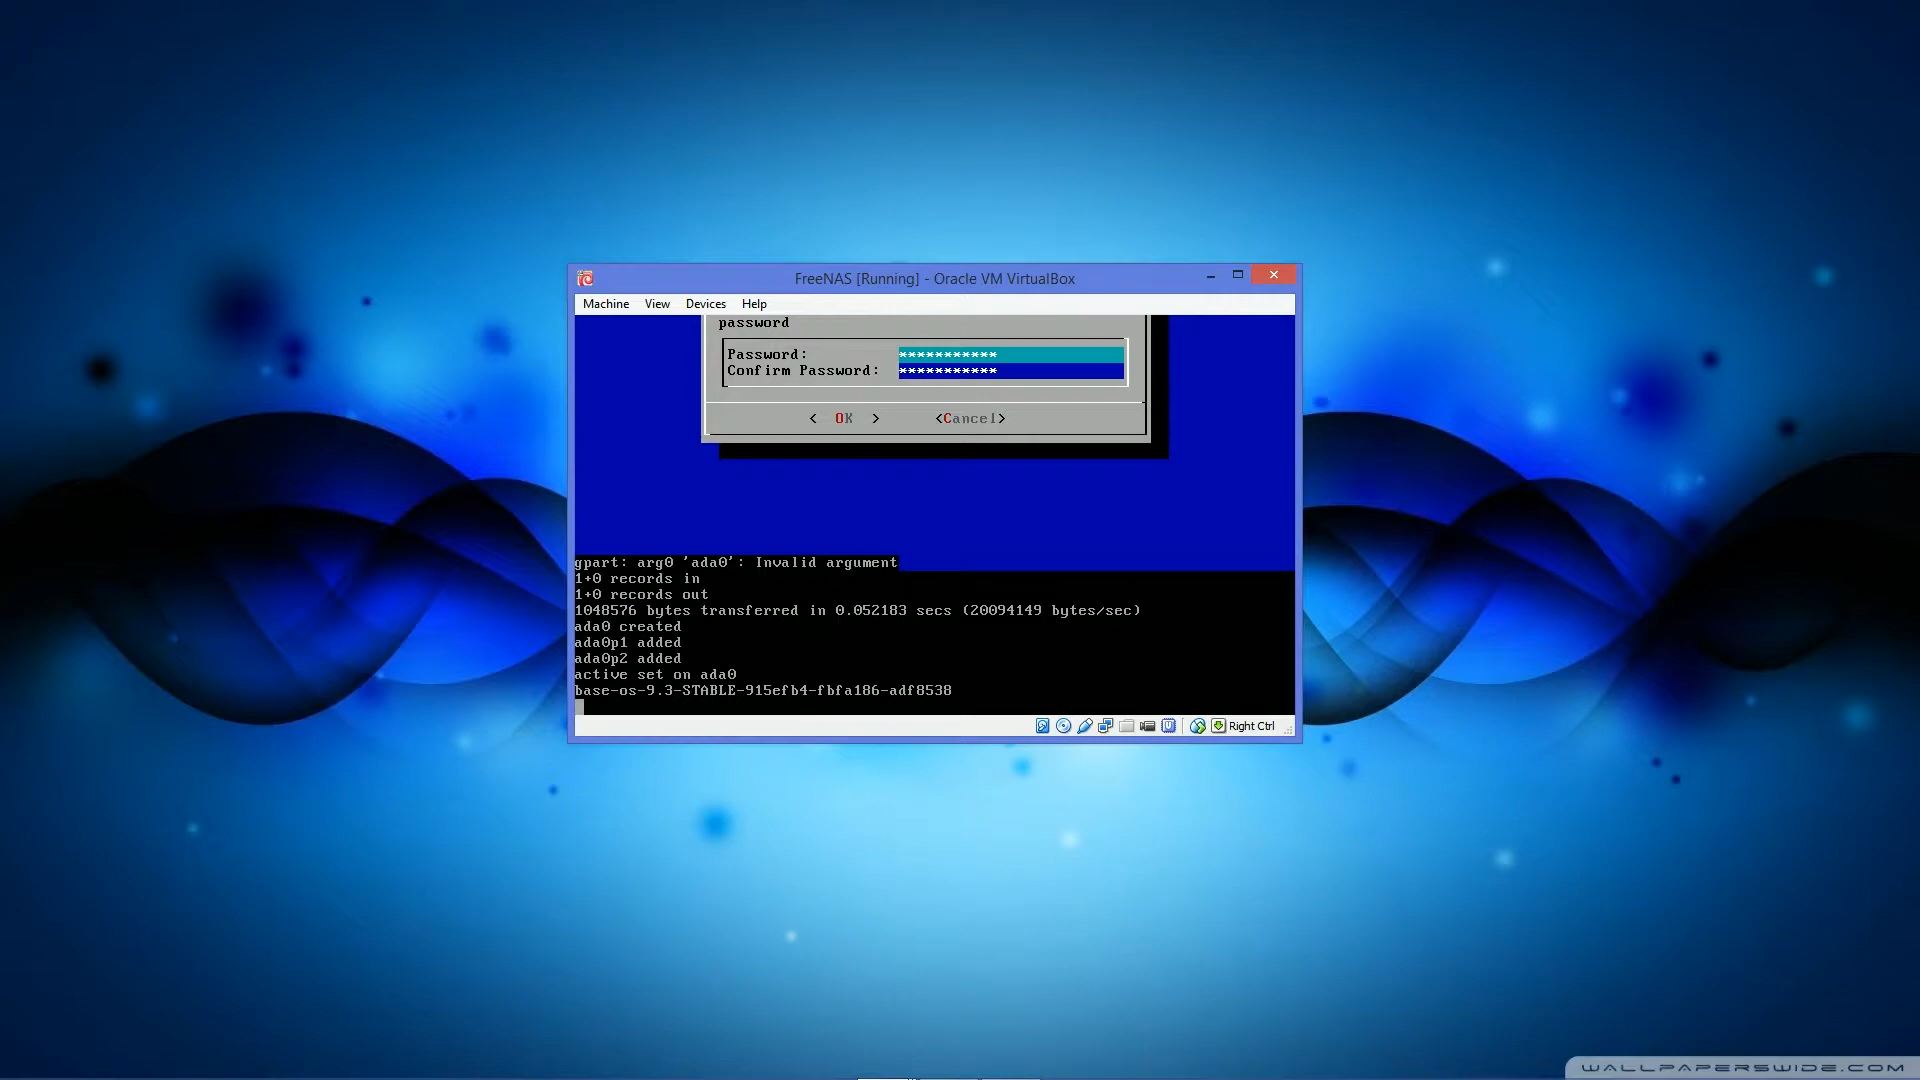 FreeNAS [Running] - Oracle VM VirtualBox
Machine View Devices Help
password
Password: ***********
Confirm Password: ***********
< OK > <Cancel>
gpart: arg0 'ada0': Invalid argument
1+0 records in
1+0 records out
1048576 bytes transferred in 0.052183 secs (20094149 bytes/sec)
ada0 created
ada0p1 added
ada0p2 added
active set on ada0
base-os-9.3-STABLE-915efb4-fbfa186-adf8538
Right Ctrl
WALLPAPERSWIDE.COM